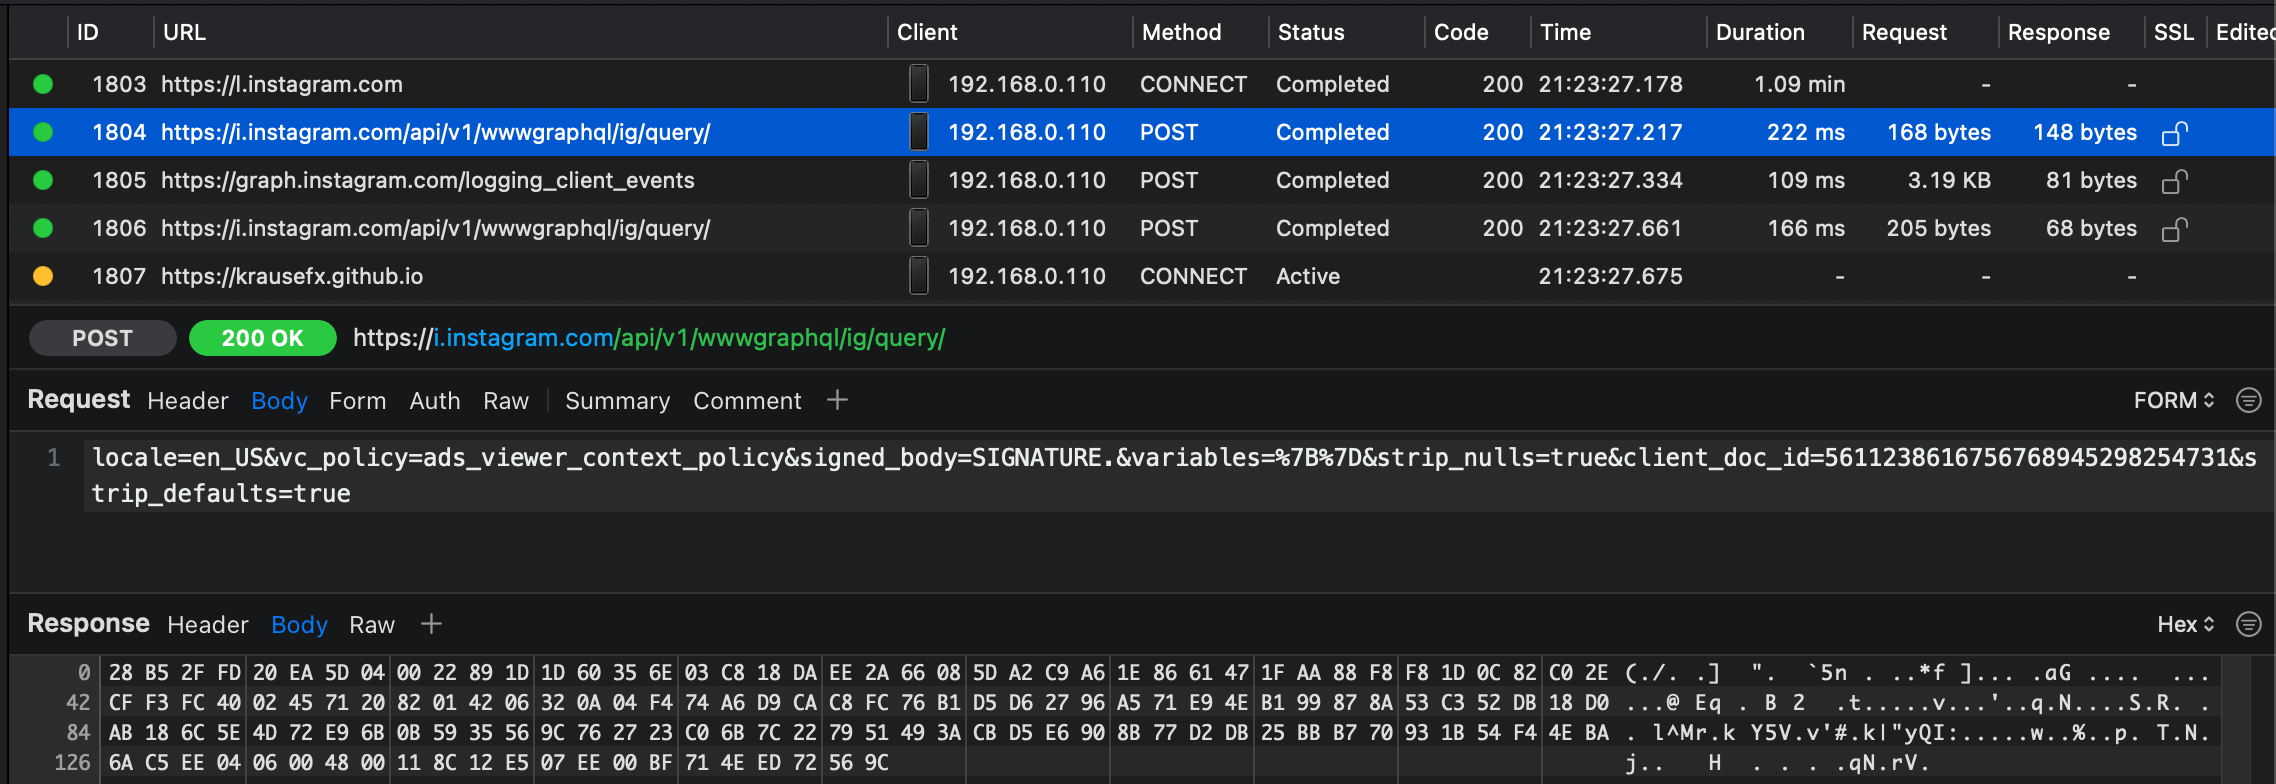 ID URL Client Method Status Code Time Duration Request Response SSL Edited
1803 https://l.instagram.com 192.168.0.110 CONNECT Completed 200 21:23:27.178 1.09 min - -
1804 https://i.instagram.com/api/v1/wwwgraphql/ig/query/ 192.168.0.110 POST Completed 200 21:23:27.217 222 ms 168 bytes 148 bytes
1805 https://graph.instagram.com/logging_client_events 192.168.0.110 POST Completed 200 21:23:27.334 109 ms 3.19 KB 81 bytes
1806 https://i.instagram.com/api/v1/wwwgraphql/ig/query/ 192.168.0.110 POST Completed 200 21:23:27.661 166 ms 205 bytes 68 bytes
1807 https://krausefx.github.io 192.168.0.110 CONNECT Active 21:23:27.675 - - -
POST 200 OK https://i.instagram.com/api/v1/wwwgraphql/ig/query/
Request Header Body Form Auth Raw Summary Comment + FORM
1 locale=en_US&vc_policy=ads_viewer_context_policy&signed_body=SIGNATURE.&variables=%7B%7D&strip_nulls=true&client_doc_id=5611238616756768945298254731&s
trip_defaults=true
Response Header Body Raw + Hex
0 28 B5 2F FD 20 EA 5D 04 00 22 89 1D 1D 60 35 6E 03 C8 18 DA EE 2A 66 08 5D A2 C9 A6 1E 86 61 47 1F AA 88 F8 F8 1D 0C 82 C0 2E (./. .] ". `5n . ..*f ]... .aG .... ...
42 CF F3 FC 40 02 45 71 20 82 01 42 06 32 0A 04 F4 74 A6 D9 CA C8 FC 76 B1 D5 D6 27 96 A5 71 E9 4E B1 99 87 8A 53 C3 52 DB 18 D0 ...@ Eq . B 2 .t.....v...'..q.N....S.R. .
84 AB 18 6C 5E 4D 72 E9 6B 0B 59 35 56 9C 76 27 23 C0 6B 7C 22 79 51 49 3A CB D5 E6 90 8B 77 D2 DB 25 BB B7 70 93 1B 54 F4 4E BA . l^Mr.k Y5V.v'#.k|"yQI:.....w..%..p. T.N.
126 6A C5 EE 04 06 00 48 00 11 8C 12 E5 07 EE 00 BF 71 4E ED 72 56 9C j.. H . . . .qN.rV.